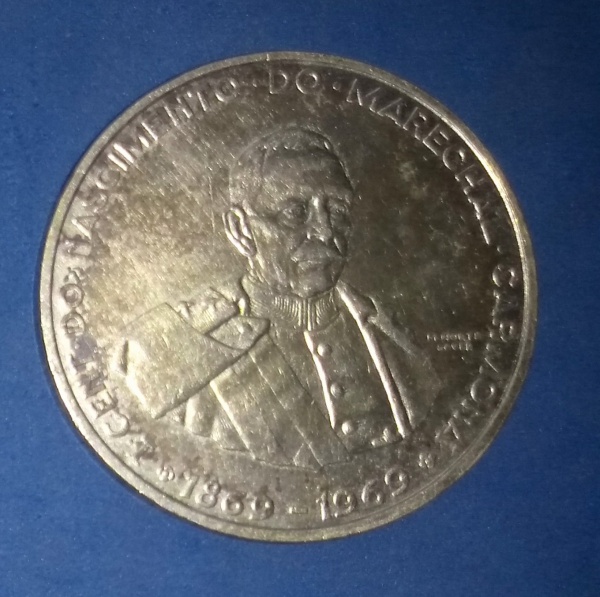 CENT. DO · NASCIMENTO · DO · MARECHAL · CARMONA
1869 - 1969